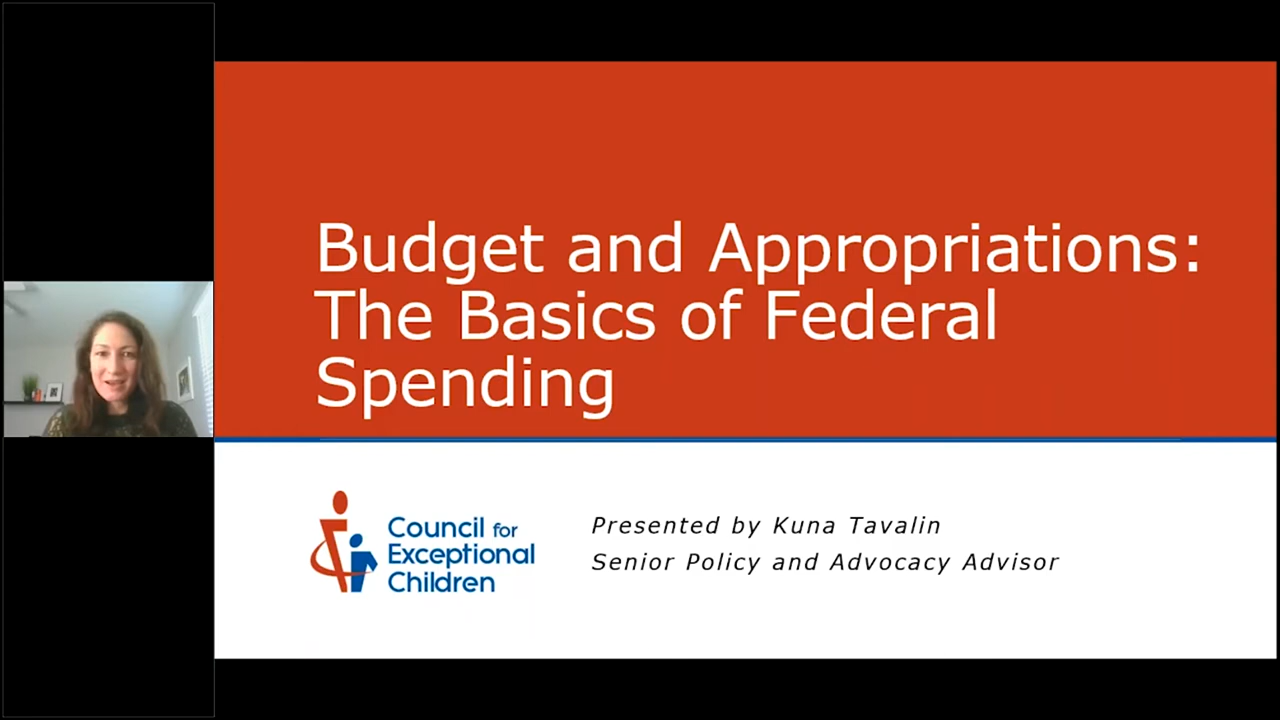 Budget and Appropriations:
The Basics of Federal
Spending
Council for
Exceptional
Children
Presented by Kuna Tavalin
Senior Policy and Advocacy Advisor